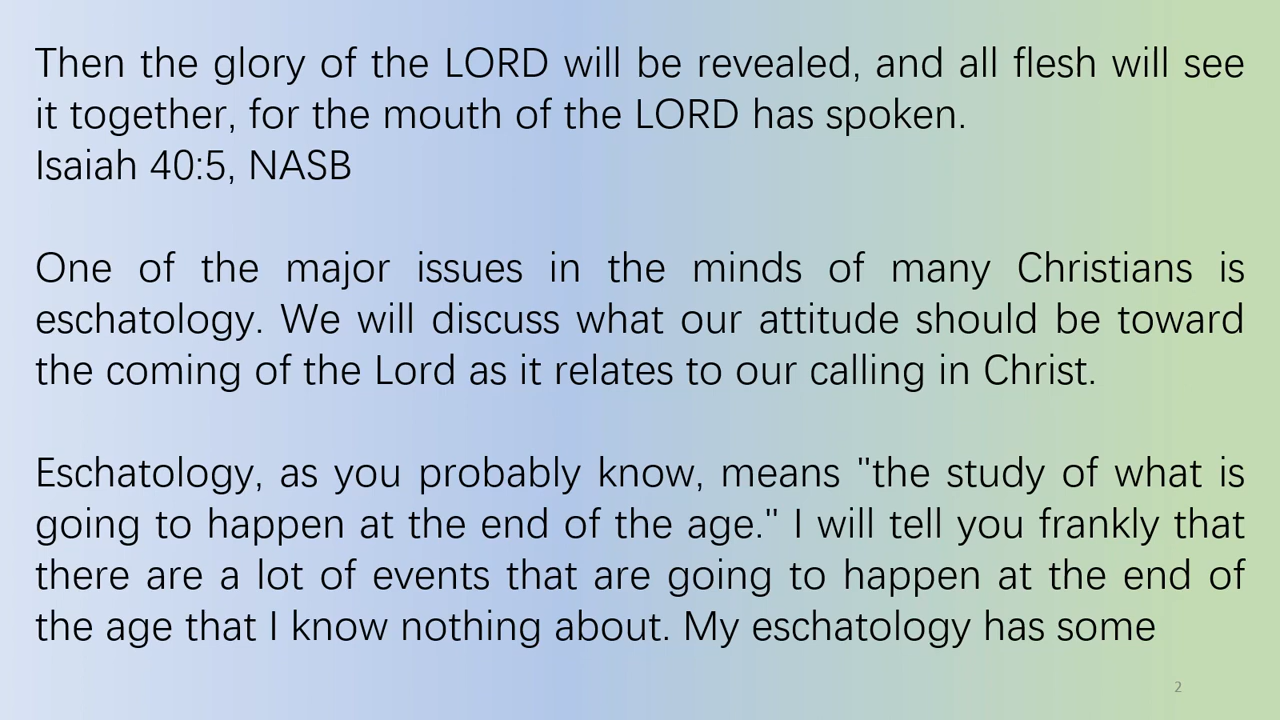 Then the glory of the LORD will be revealed, and all flesh will see
it together, for the mouth of the LORD has spoken.
Isaiah 40:5, NASB
One of the major issues in the minds of many Christians is
eschatology. We will discuss what our attitude should be toward
the coming of the Lord as it relates to our calling in Christ.
Eschatology, as you probably know, means "the study of what is
going to happen at the end of the age." I will tell you frankly that
there are a lot of events that are going to happen at the end of
the age that I know nothing about. My eschatology has some
2